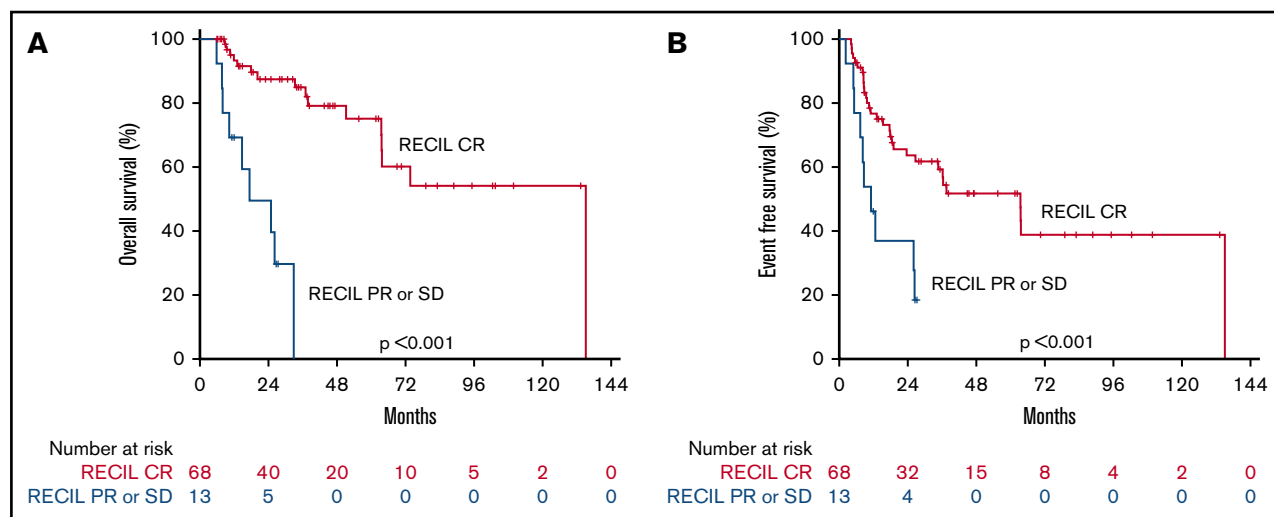 A
Overall survival (%)
100
80
60
40
20
0
RECIL CR
RECIL PR or SD
p <0.001
0 24 48 72 96 120 144
Months
Number at risk
RECIL CR 68 40 20 10 5 2 0
RECIL PR or SD 13 5 0 0 0 0 0
B
Event free survival (%)
100
80
60
40
20
0
RECIL CR
RECIL PR or SD
p <0.001
0 24 48 72 96 120 144
Months
Number at risk
RECIL CR 68 32 15 8 4 2 0
RECIL PR or SD 13 4 0 0 0 0 0